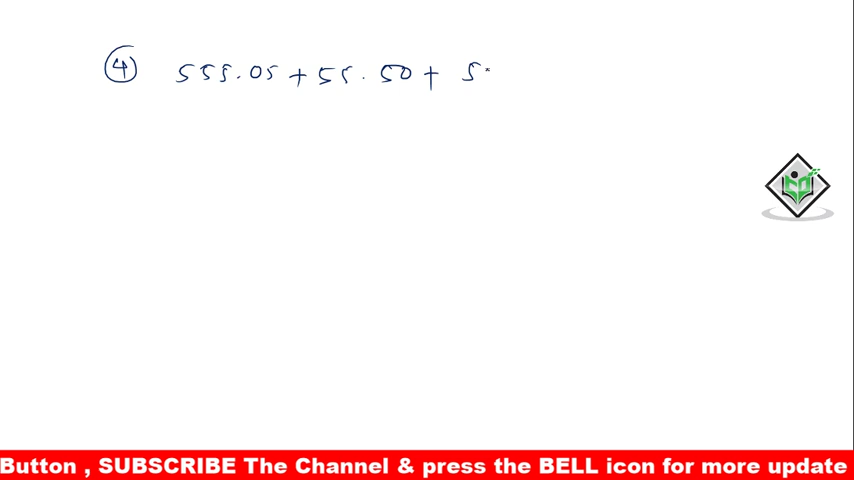 4 555.05 + 55.50 + 5.
Button , SUBSCRIBE The Channel & press the BELL icon for more update